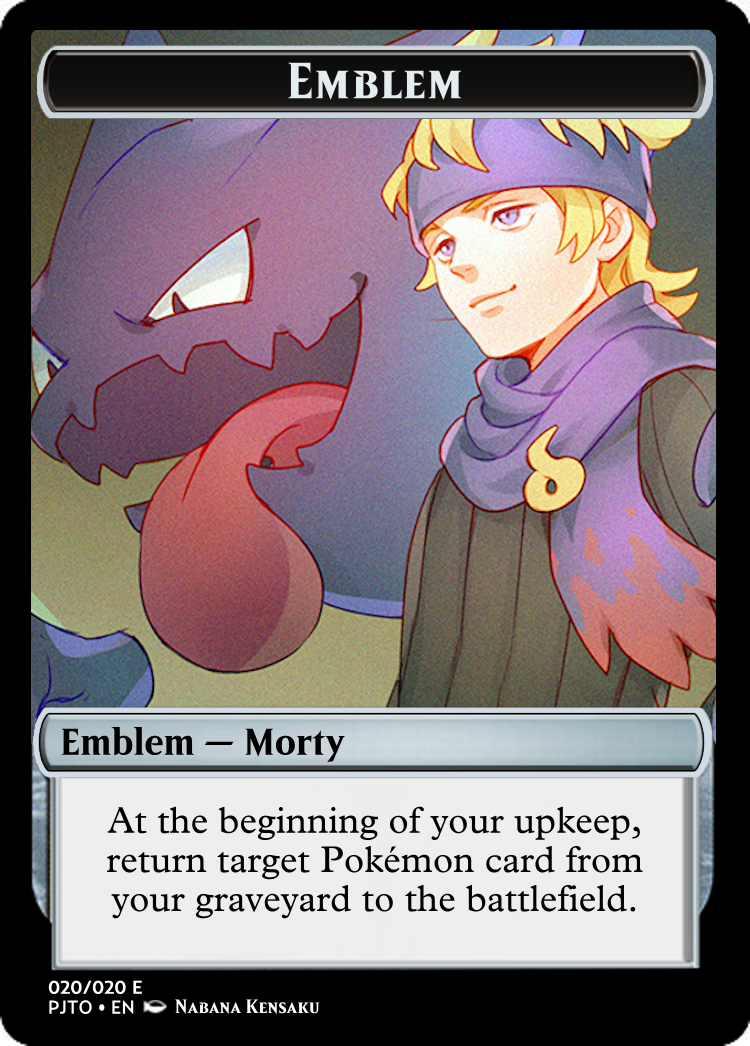 Emblem
Emblem — Morty
At the beginning of your upkeep,
return target Pokémon card from
your graveyard to the battlefield.
020/020 E
PJTO • EN Nabana Kensaku